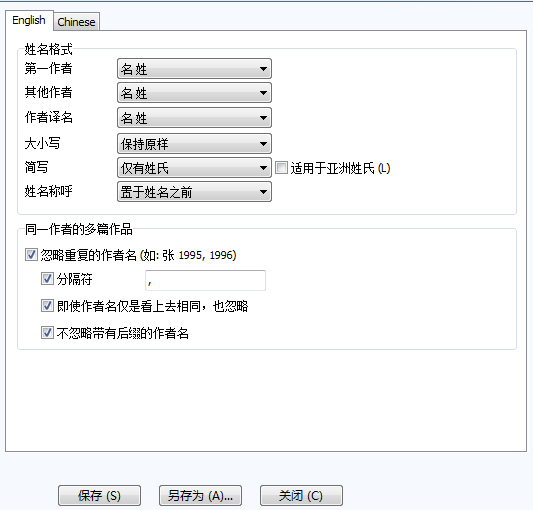 English Chinese
姓名格式
第一作者 名 姓
其他作者 名 姓
作者译名 名 姓
大小写 保持原样
简写 仅有姓氏 适用于亚洲姓氏 (L)
姓名称呼 置于姓名之前
同一作者的多篇作品
忽略重复的作者名 (如: 张 1995, 1996)
分隔符 ,
即使作者名仅是看上去相同，也忽略
不忽略带有后缀的作者名
保存 (S) 另存为 (A)... 关闭 (C)